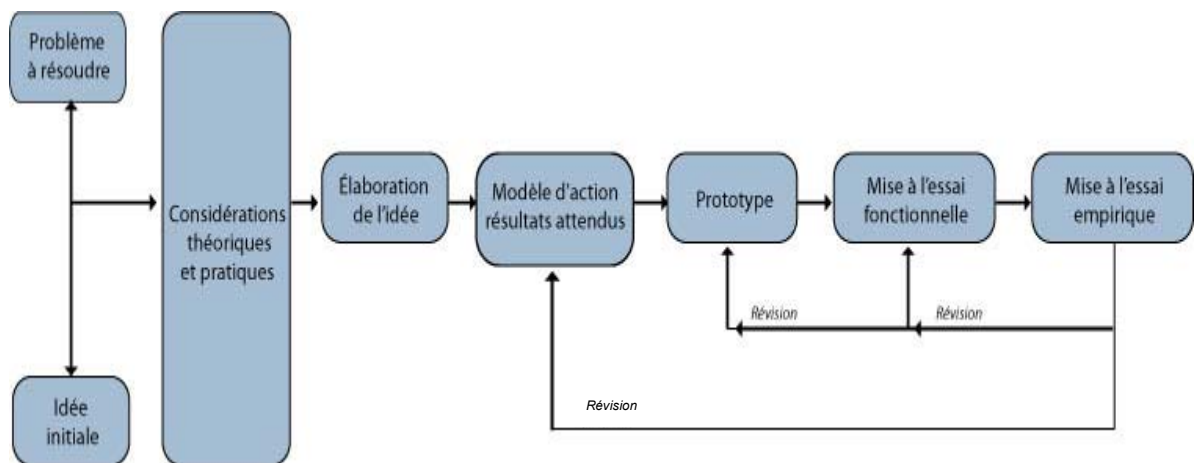 Problème
à résoudre
Idée
initiale
Considérations
théoriques
et pratiques
Élaboration
de l'idée
Modèle d'action
résultats attendus
Prototype
Mise à l'essai
fonctionnelle
Mise à l'essai
empirique
Révision
Révision
Révision